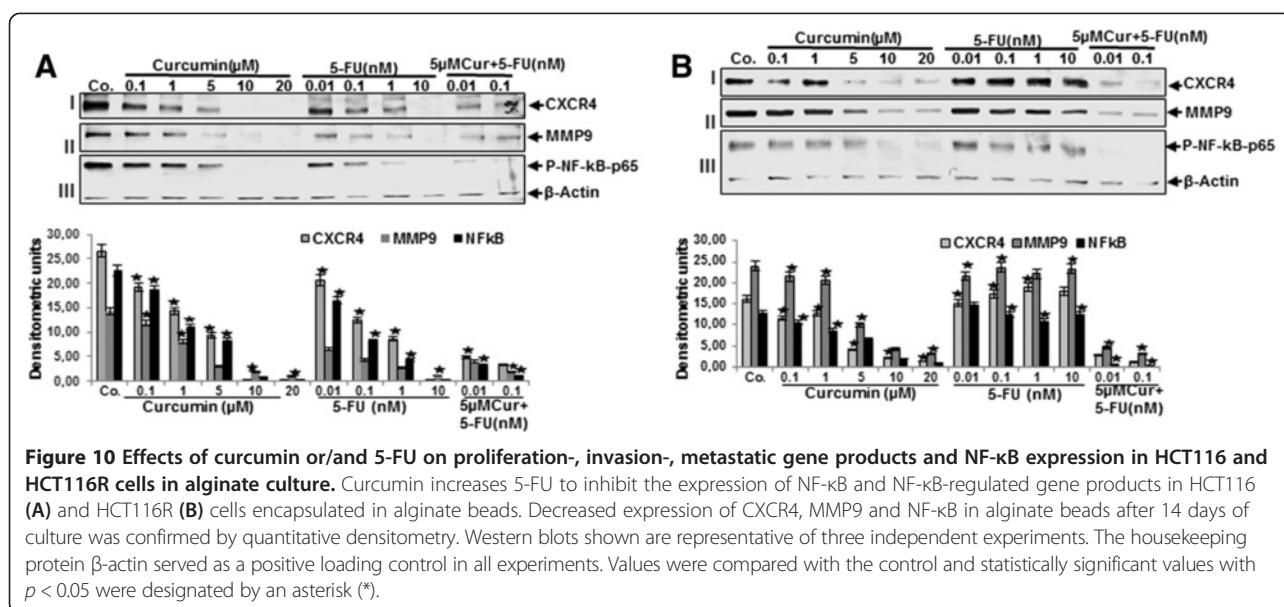 A
Curcumin(µM) 5-FU(nM) 5µMCur+5-FU(nM)
Co. 0.1 1 5 10 20 0.01 0.1 1 10 0.01 0.1
I CXCR4
II MMP9
III P-NF-kB-p65
β-Actin
30,00
25,00
20,00
15,00
10,00
5,00
0,00
Densitometric units
CXCR4 MMP9 NFkB
Co. 0.1 1 5 10 20 0.01 0.1 1 10 0.01 0.1
Curcumin (µM) 5-FU (nM) 5µMCur+
5-FU(nM)
B
Curcumin(µM) 5-FU(nM) 5µMCur+5-FU(nM)
Co. 0.1 1 5 10 20 0.01 0.1 1 10 0.01 0.1
I CXCR4
II MMP9
III P-NF-kB-p65
β-Actin
30,00
25,00
20,00
15,00
10,00
5,00
0,00
Densitometric units
CXCR4 MMP9 NFkB
Co. 0.1 1 5 10 20 0.01 0.1 1 10 0.01 0.1
Curcumin (µM) 5-FU (nM) 5µMCur+
5-FU(nM)
Figure 10 Effects of curcumin or/and 5-FU on proliferation-, invasion-, metastatic gene products and NF-κB expression in HCT116 and
HCT116R cells in alginate culture. Curcumin increases 5-FU to inhibit the expression of NF-κB and NF-κB-regulated gene products in HCT116
(A) and HCT116R (B) cells encapsulated in alginate beads. Decreased expression of CXCR4, MMP9 and NF-κB in alginate beads after 14 days of
culture was confirmed by quantitative densitometry. Western blots shown are representative of three independent experiments. The housekeeping
protein β-actin served as a positive loading control in all experiments. Values were compared with the control and statistically significant values with
p < 0.05 were designated by an asterisk (*).